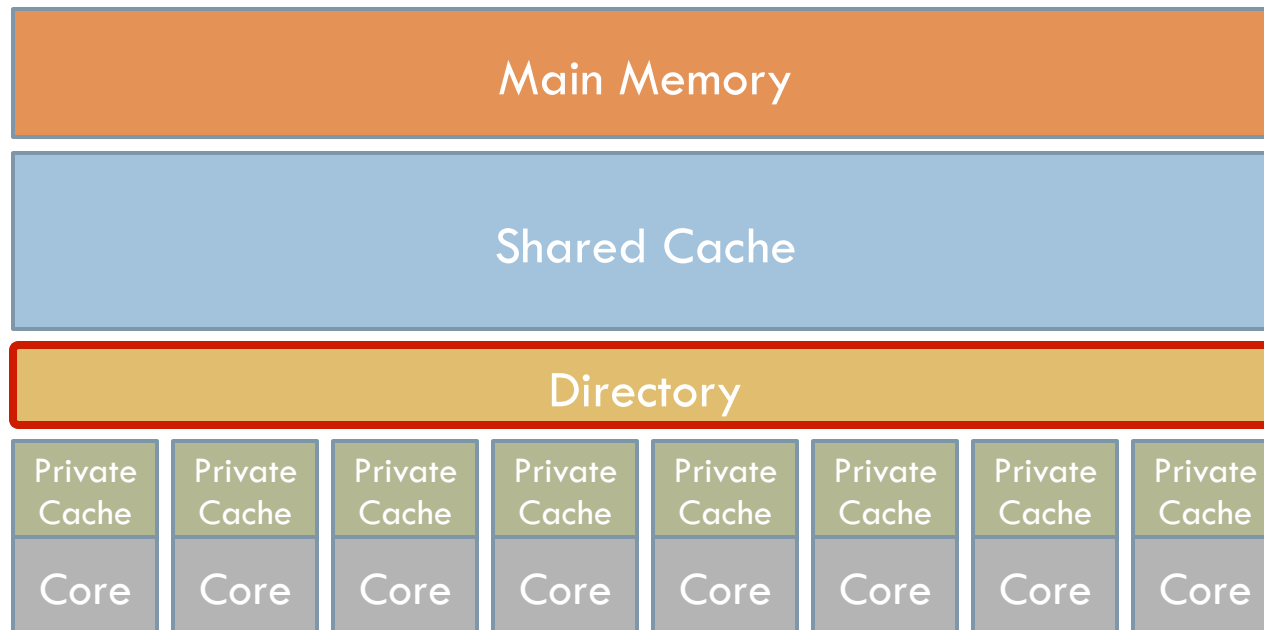 Main Memory
Shared Cache
Directory
Private Cache
Private Cache
Private Cache
Private Cache
Private Cache
Private Cache
Private Cache
Private Cache
Core
Core
Core
Core
Core
Core
Core
Core